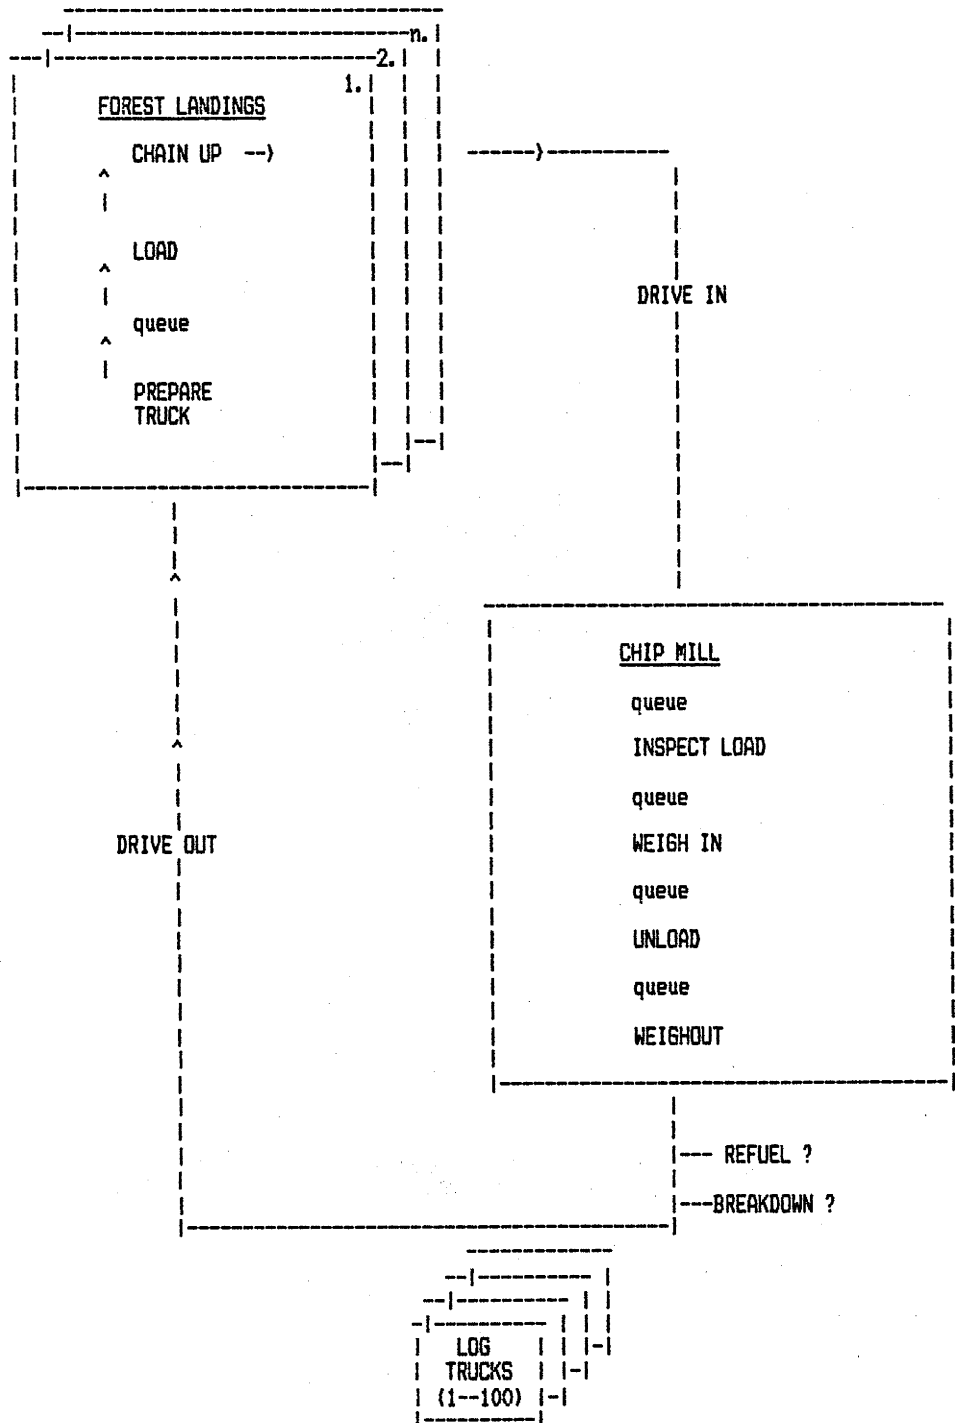 n.
2.
1.
FOREST LANDINGS
CHAIN UP -->
LOAD
queue
PREPARE
TRUCK
DRIVE IN
CHIP MILL
queue
INSPECT LOAD
queue
WEIGH IN
queue
UNLOAD
queue
WEIGHOUT
DRIVE OUT
REFUEL ?
BREAKDOWN ?
LOG
TRUCKS
(1--100)